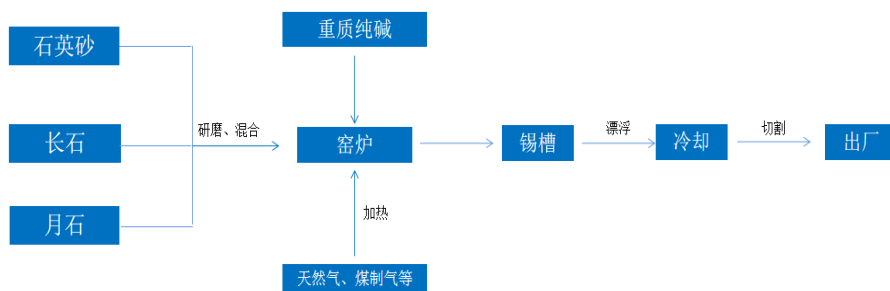 石英砂
重质纯碱
长石
研磨、混合
窑炉
锡槽
漂浮
冷却
切割
出厂
月石
加热
天然气、煤制气等